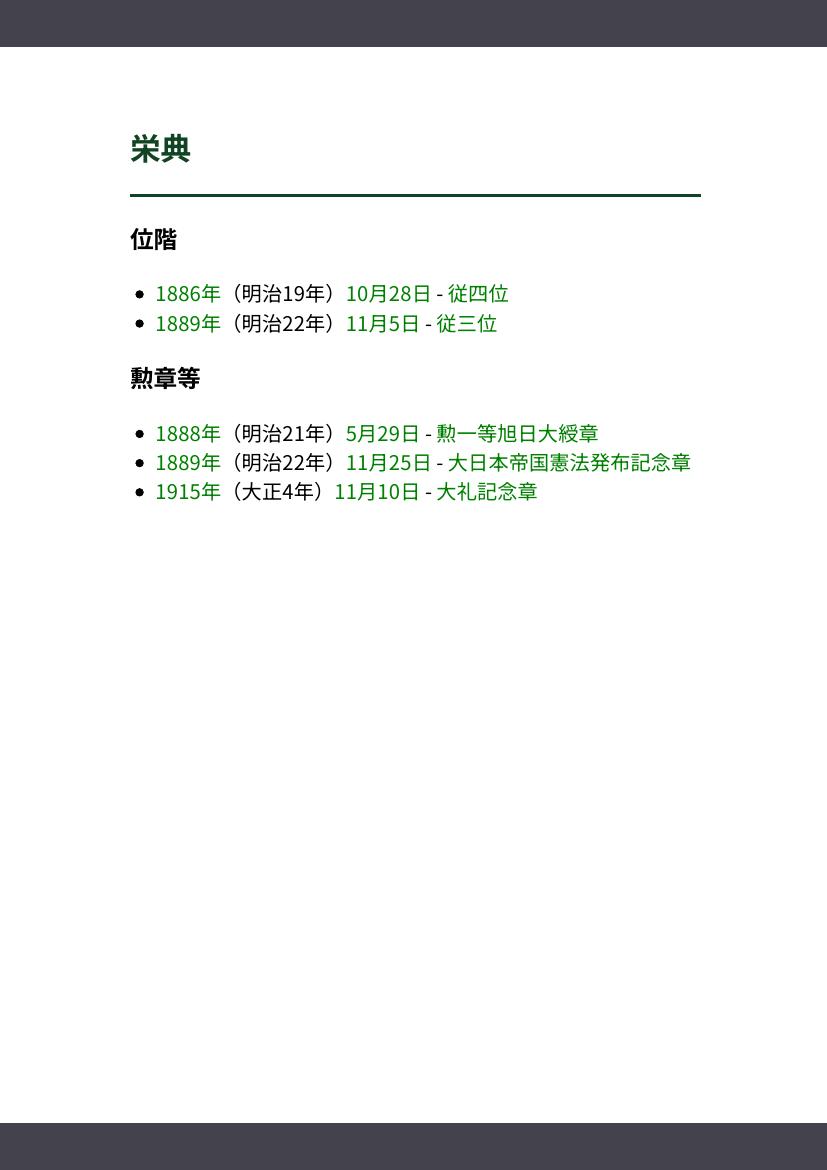 栄典
位階
1886年（明治19年）10月28日 - 従四位
1889年（明治22年）11月5日 - 従三位
勲章等
1888年（明治21年）5月29日 - 勲一等旭日大綬章
1889年（明治22年）11月25日 - 大日本帝国憲法発布記念章
1915年（大正4年）11月10日 - 大礼記念章